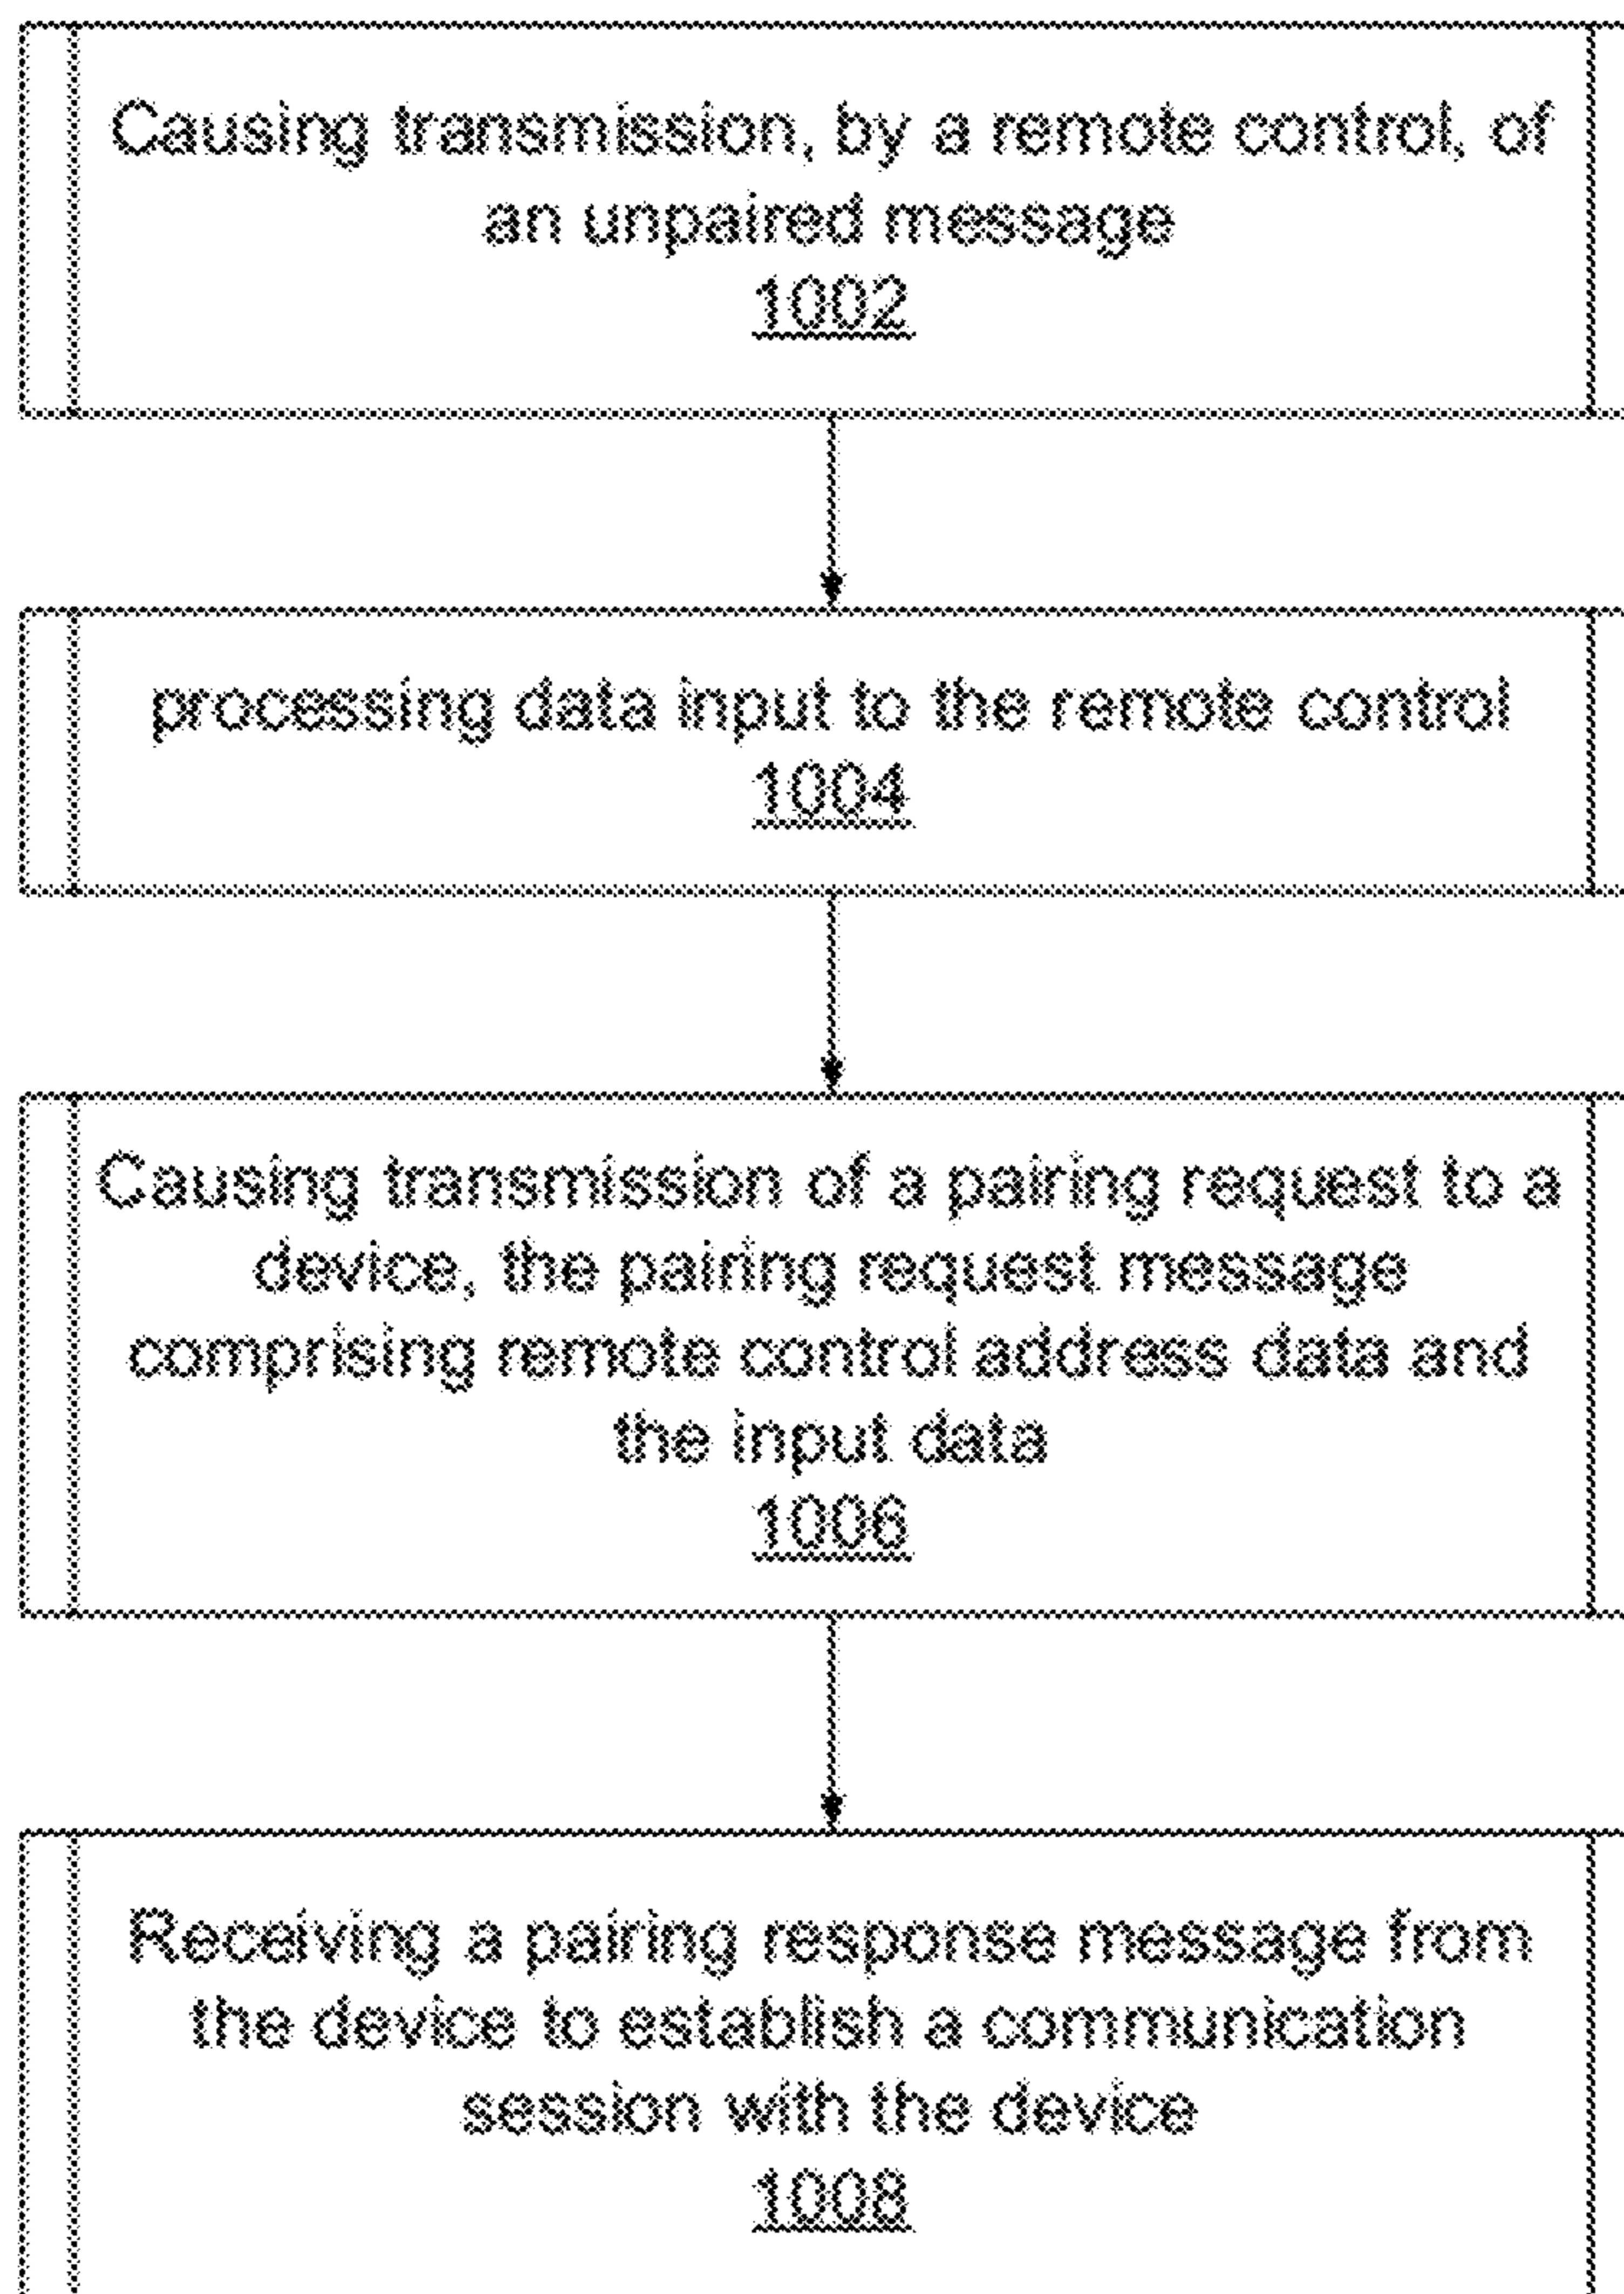 Causing transmission, by a remote control, of
an unpaired message
1002
processing data input to the remote control
1004
Causing transmission of a pairing request to a
device, the pairing request message
comprising remote control address data and
the input data
1006
Receiving a pairing response message from
the device to establish a communication
session with the device
1008